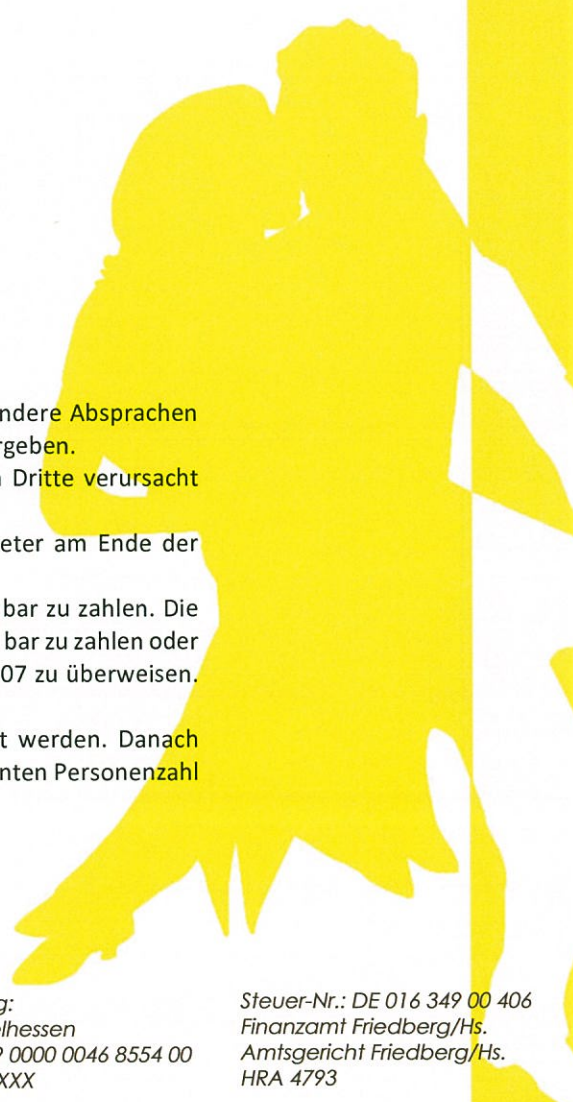 ndere Absprachen
rgeben.
Dritte verursacht
eter am Ende der
bar zu zahlen. Die
bar zu zahlen oder
07 zu überweisen.
t werden. Danach
nten Personenzahl
g:
elhessen
0000 0046 8554 00
XXX
Steuer-Nr.: DE 016 349 00 406
Finanzamt Friedberg/Hs.
Amtsgericht Friedberg/Hs.
HRA 4793